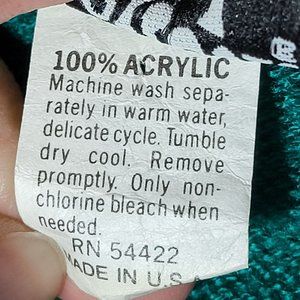 100% ACRYLIC
Machine wash sepa-
rately in warm water,
delicate cycle. Tumble
dry cool. Remove
promptly. Only non-
chlorine bleach when
needed.
RN 54422
MADE IN U.S.A.